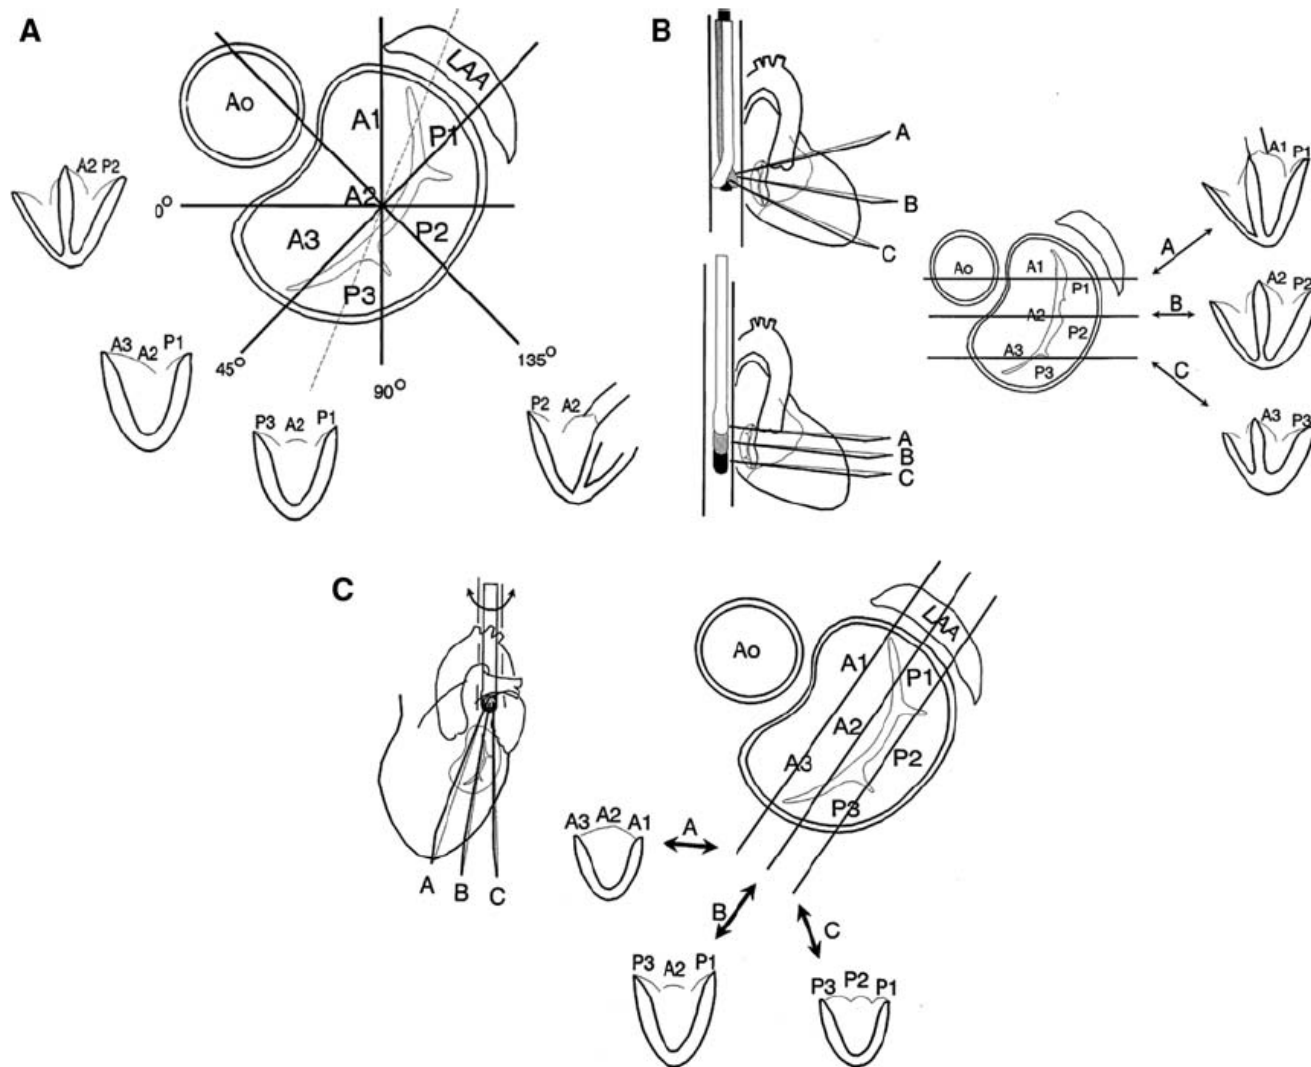 A
Ao
LAA
A1
P1
A2 P2
0°
A2
A3
P2
P3
A3 A2 P1
45°
90°
135°
P3 A2 P1
P2 A2
B
A
B
C
A
B
C
Ao
A1
P1
A2
P2
A3
P3
A
B
C
A1 P1
A2 P2
A3 P3
C
A B C
Ao
LAA
A1
P1
A2
A3
P2
P3
A3 A2 A1
A
B
C
P3 A2 P1
P3 P2 P1